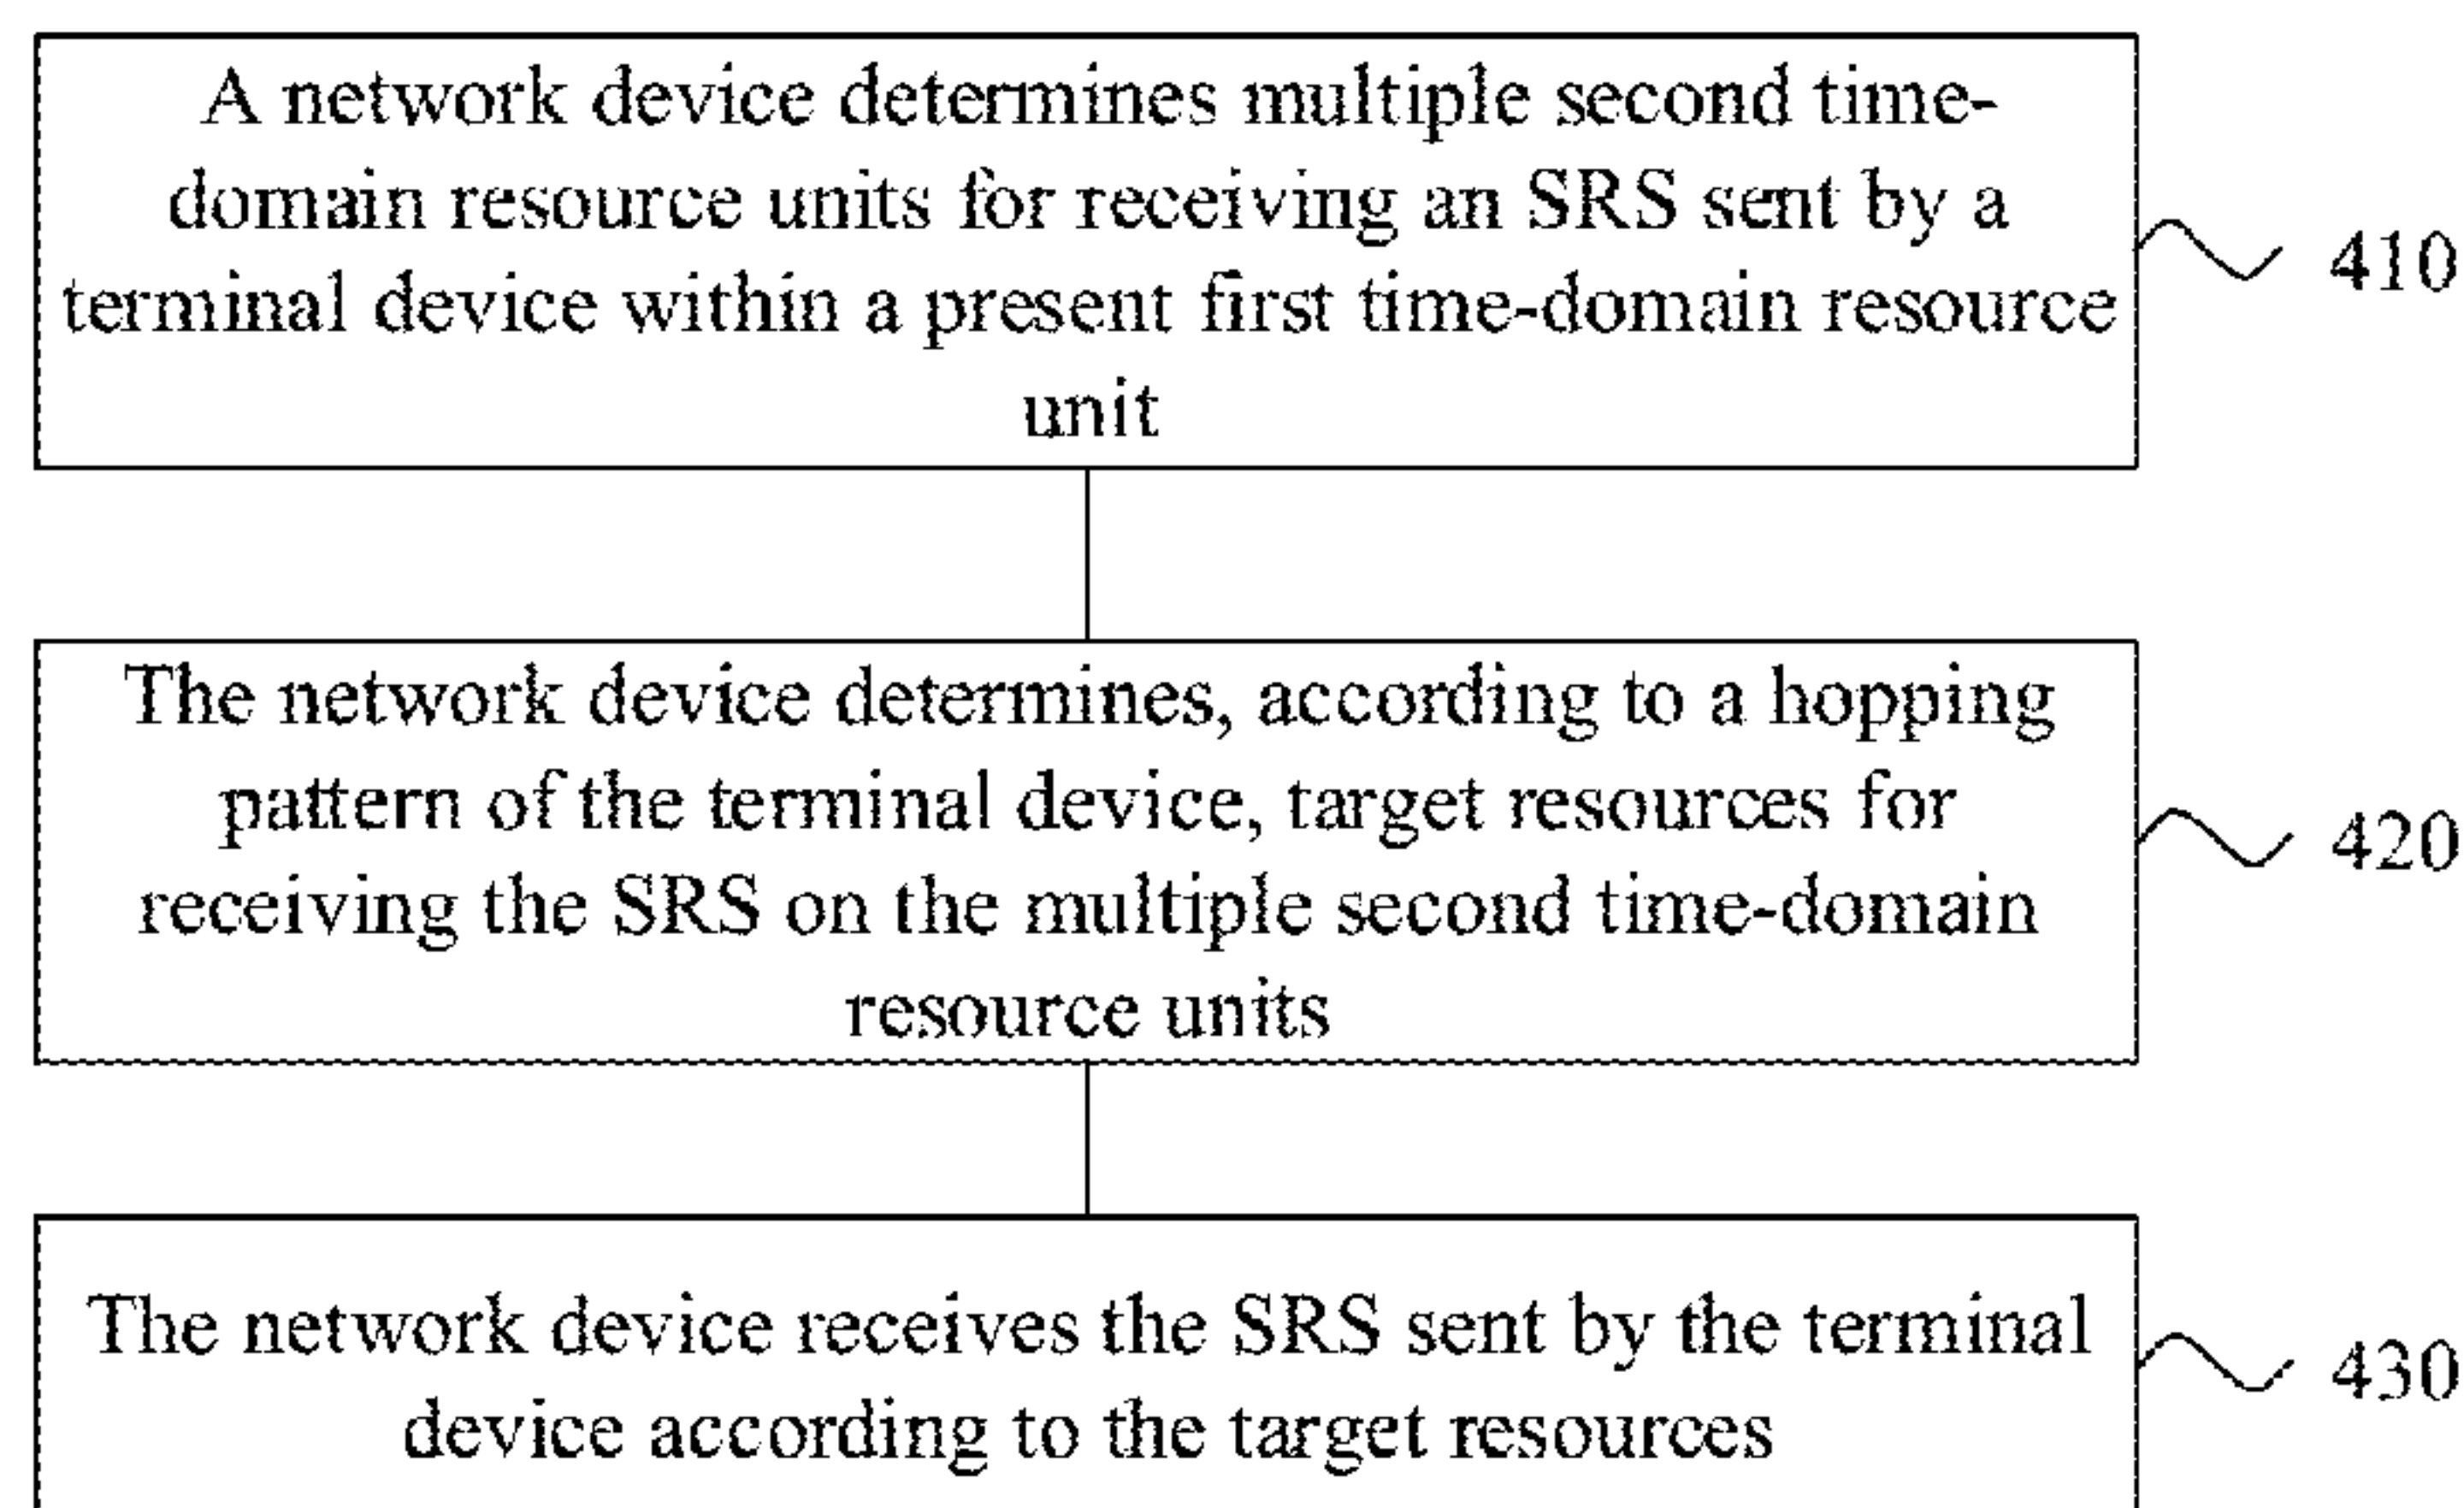 A network device determines multiple second time-
domain resource units for receiving an SRS sent by a
terminal device within a present first time-domain resource
unit
410
The network device determines, according to a hopping
pattern of the terminal device, target resources for
receiving the SRS on the multiple second time-domain
resource units
420
The network device receives the SRS sent by the terminal
device according to the target resources
430